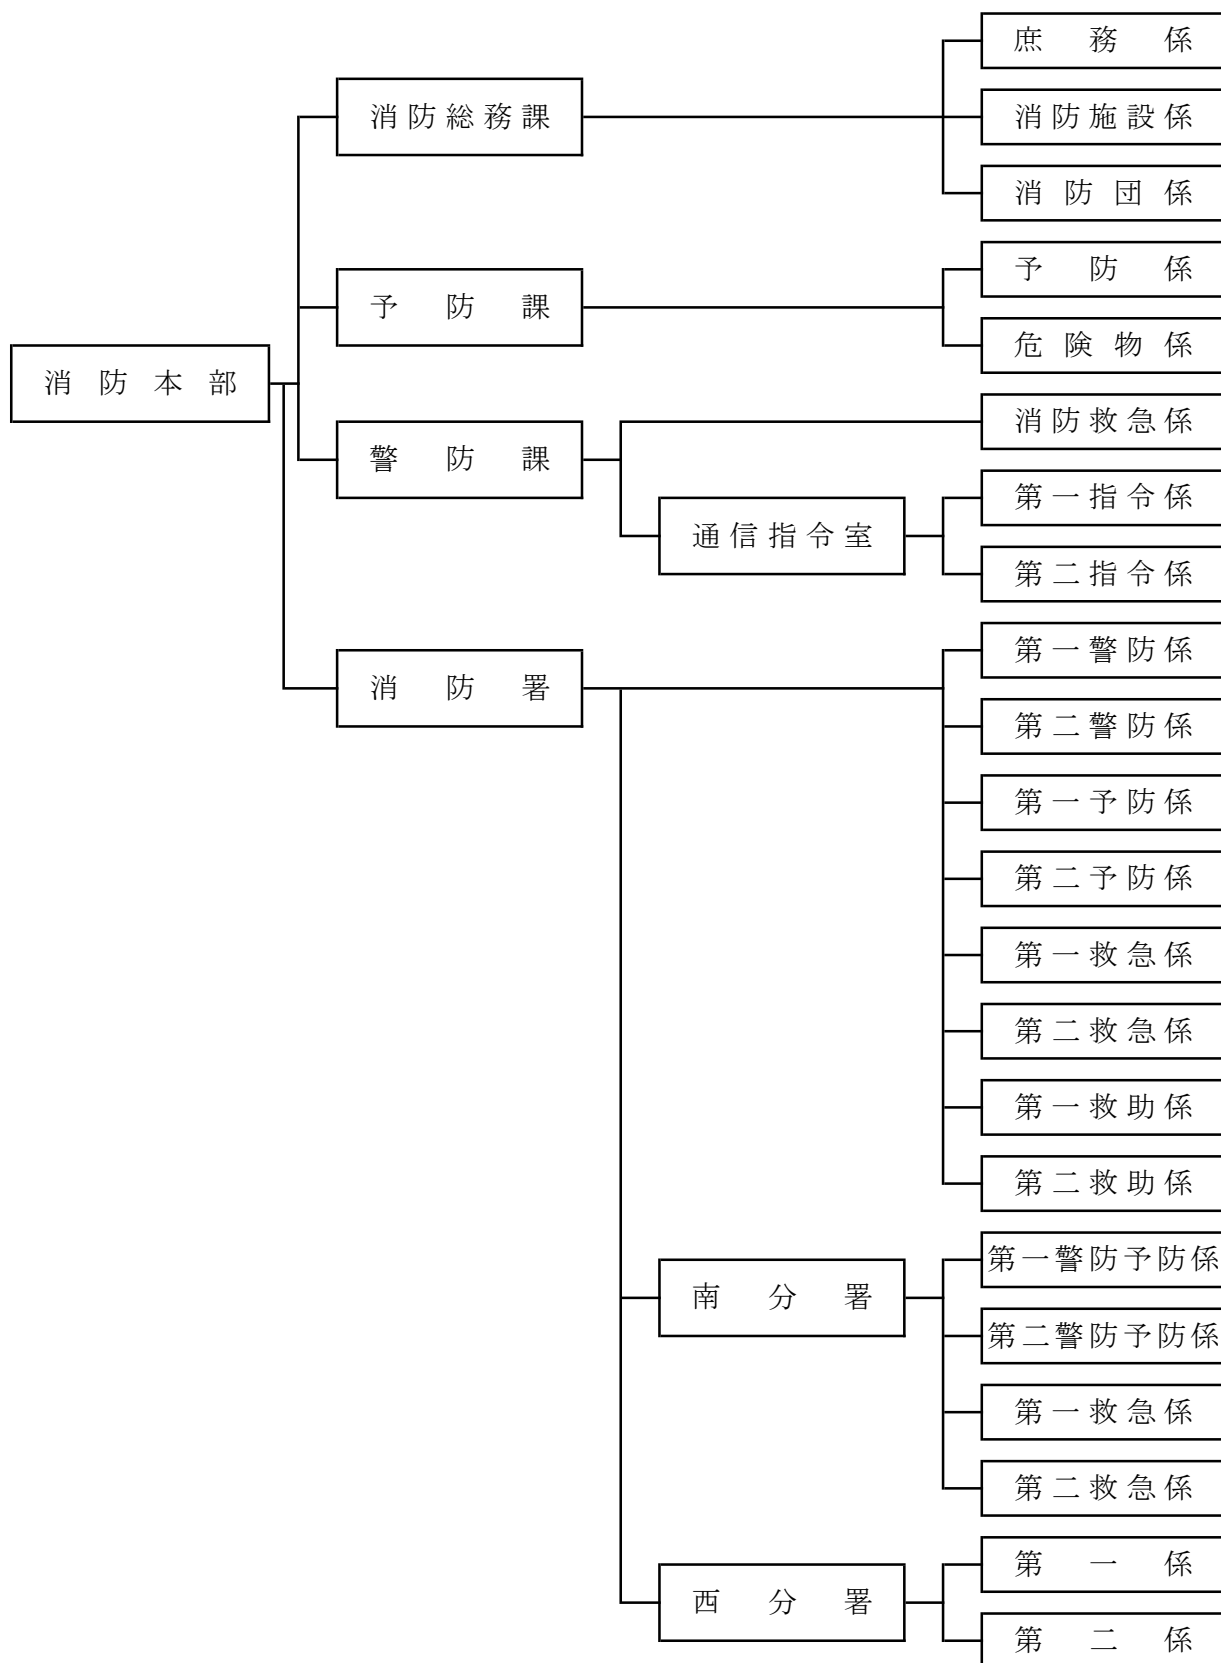 庶務係
消防総務課
消防施設係
消防団係
予防係
予防課
危険物係
消防本部
消防救急係
警防課
第一指令係
通信指令室
第二指令係
第一警防係
消防署
第二警防係
第一予防係
第二予防係
第一救急係
第二救急係
第一救助係
第二救助係
第一警防予防係
南分署
第二警防予防係
第一救急係
第二救急係
第一係
西分署
第二係